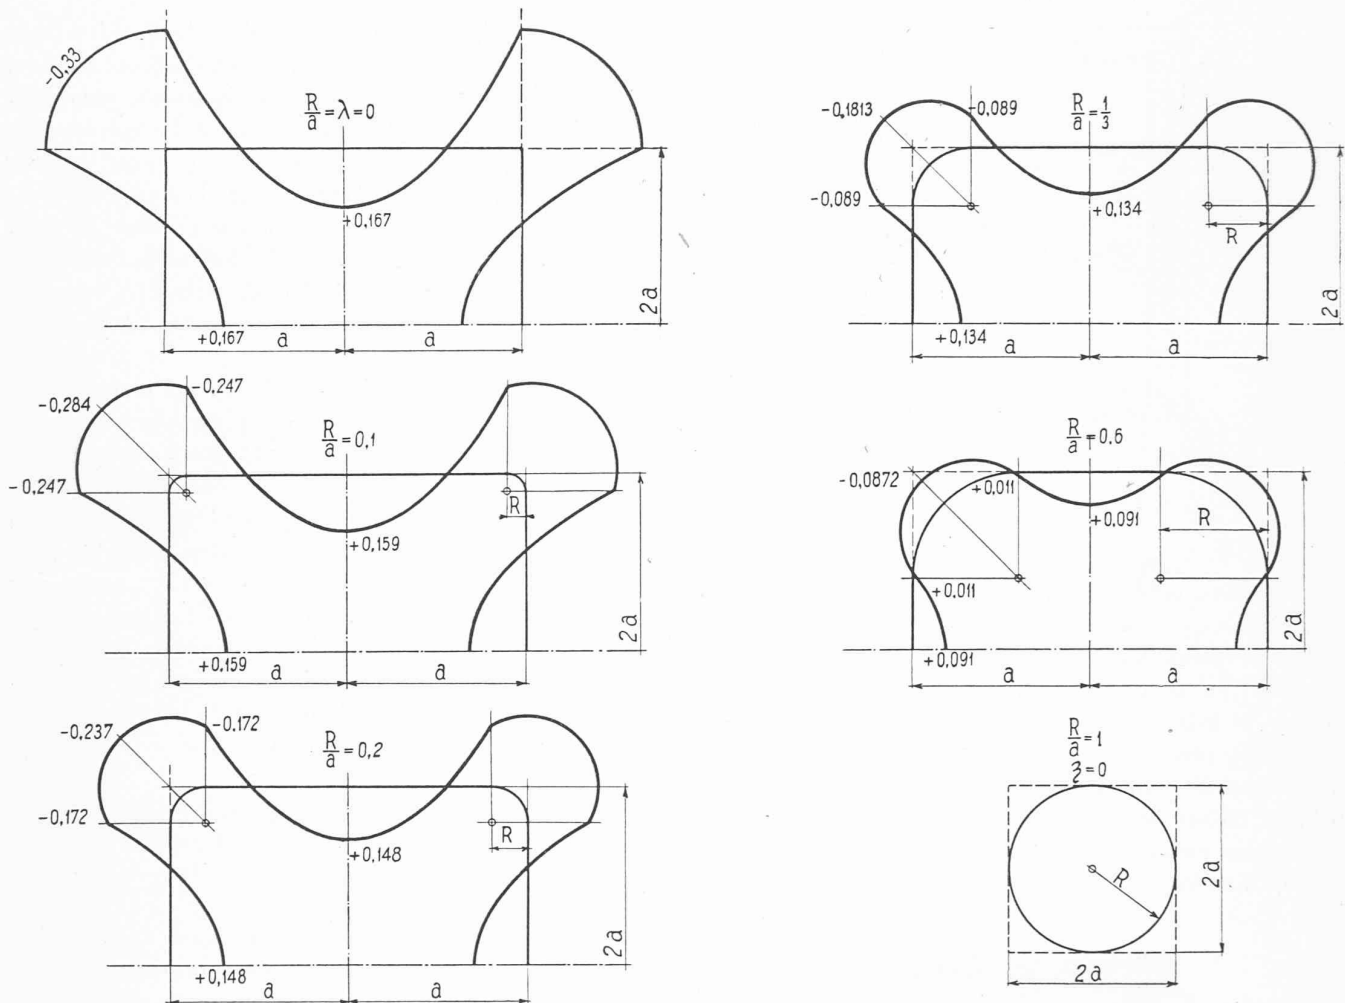 -0,33
R/a = λ = 0
+0,167
+0,167
a
a
2a
-0,247
-0,284
R/a = 0,1
-0,247
R
+0,159
+0,159
a
a
2a
-0,237
-0,172
R/a = 0,2
-0,172
R
+0,148
+0,148
a
a
2a
-0,1813
-0,089
R/a = 1/3
-0,089
+0,134
R
+0,134
a
a
2a
R/a = 0,6
-0,0872
+0,011
+0,091
R
+0,011
+0,091
a
a
2a
R/a = 1
ξ = 0
R
2a
2a